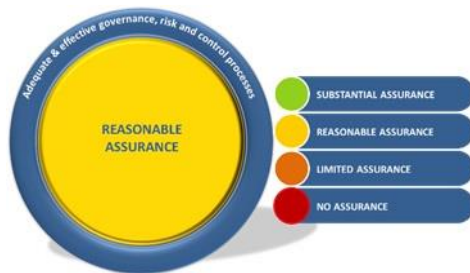 Adequate & effective governance, risk and control processes
REASONABLE
ASSURANCE
SUBSTANTIAL ASSURANCE
REASONABLE ASSURANCE
LIMITED ASSURANCE
NO ASSURANCE